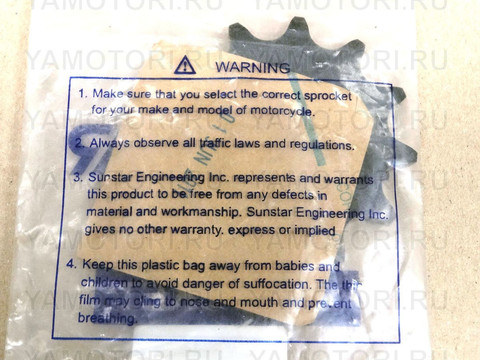 YAMOTORI.RU YAMOTORI.RU
WARNING
1. Make sure that you select the correct sprocket
for your make and model of motorcycle.
2. Always observe all traffic laws and regulations.
3. Sunstar Engineering Inc. represents and warrants
this product to be free from any defects in
material and workmanship. Sunstar Engineering Inc.
gives no other warranty. express or implied
4. Keep this plastic bag away from babies and
children to avoid danger of suffocation. The thin
film may cling to nose and mouth and prevent
breathing.